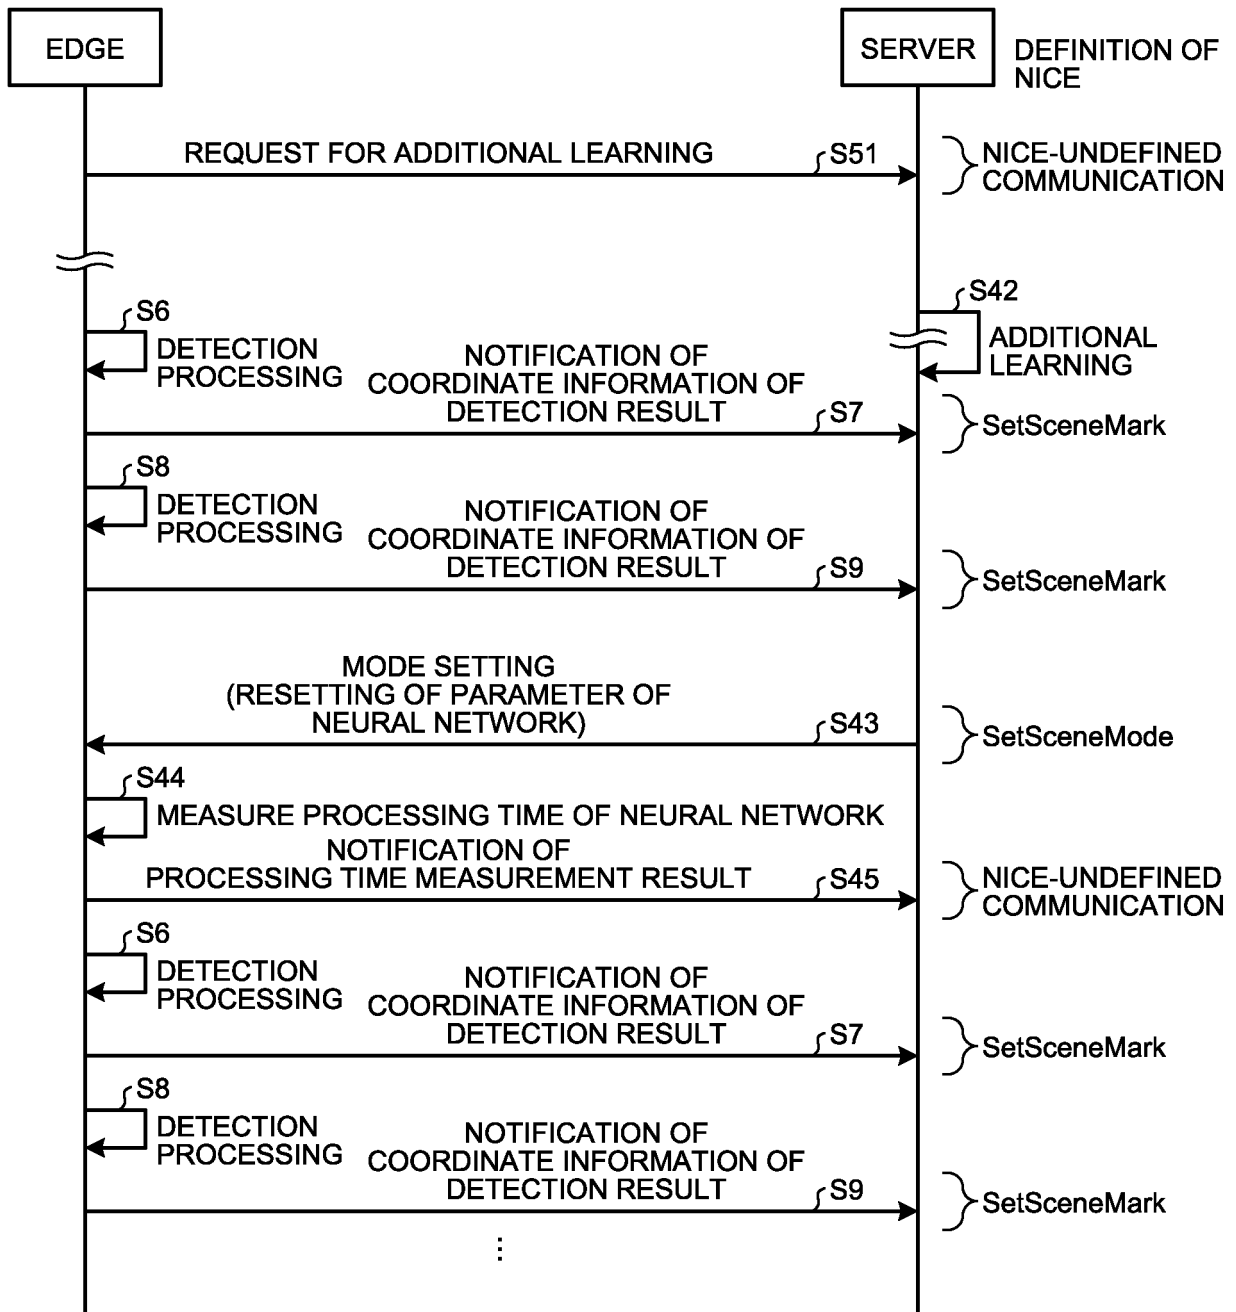 EDGE
SERVER
DEFINITION OF
NICE
REQUEST FOR ADDITIONAL LEARNING
S51
NICE-UNDEFINED
COMMUNICATION
S42
ADDITIONAL
LEARNING
S6
DETECTION
PROCESSING
NOTIFICATION OF
COORDINATE INFORMATION OF
DETECTION RESULT
S7
SetSceneMark
S8
DETECTION
PROCESSING
NOTIFICATION OF
COORDINATE INFORMATION OF
DETECTION RESULT
S9
SetSceneMark
MODE SETTING
(RESETTING OF PARAMETER OF
NEURAL NETWORK)
S43
SetSceneMode
S44
MEASURE PROCESSING TIME OF NEURAL NETWORK
NOTIFICATION OF
PROCESSING TIME MEASUREMENT RESULT
S45
NICE-UNDEFINED
COMMUNICATION
S6
DETECTION
PROCESSING
NOTIFICATION OF
COORDINATE INFORMATION OF
DETECTION RESULT
S7
SetSceneMark
S8
DETECTION
PROCESSING
NOTIFICATION OF
COORDINATE INFORMATION OF
DETECTION RESULT
S9
SetSceneMark
⋮